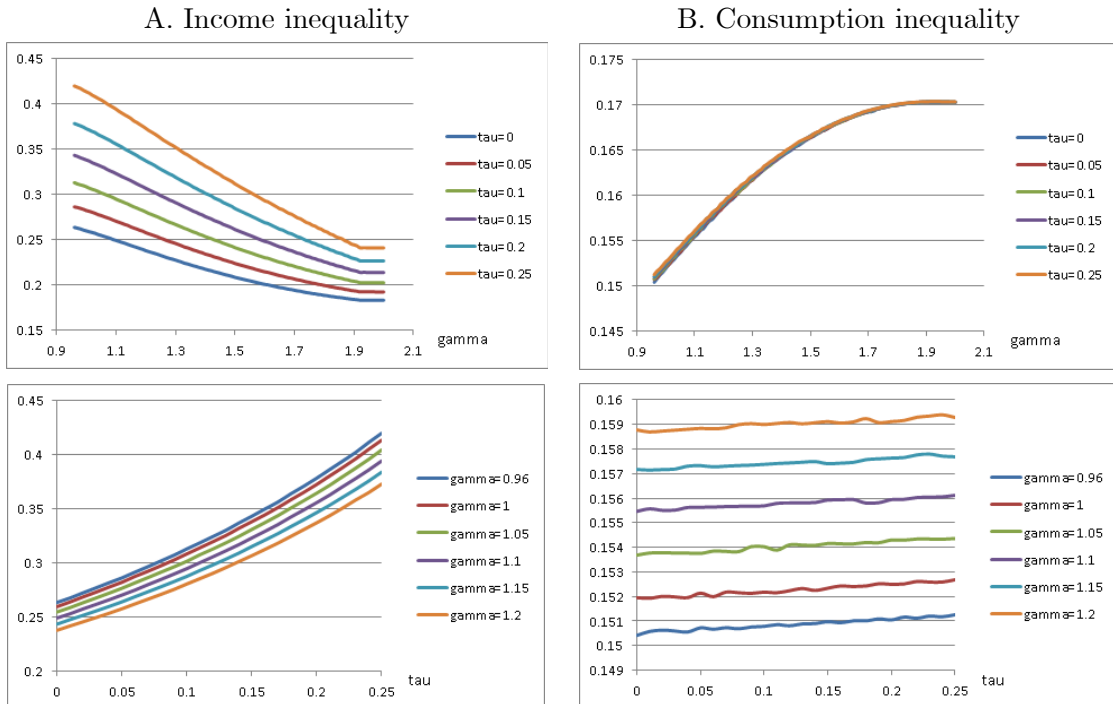 A. Income inequality
B. Consumption inequality
0.45
0.4
0.35
0.3
0.25
0.2
0.15
0.9 1.1 1.3 1.5 1.7 1.9 2.1
gamma
tau=0
tau=0.05
tau=0.1
tau=0.15
tau=0.2
tau=0.25
0.175
0.17
0.165
0.16
0.155
0.15
0.145
0.9 1.1 1.3 1.5 1.7 1.9 2.1
gamma
tau=0
tau=0.05
tau=0.1
tau=0.15
tau=0.2
tau=0.25
0.45
0.4
0.35
0.3
0.25
0.2
0 0.05 0.1 0.15 0.2 0.25
tau
gamma=0.96
gamma=1
gamma=1.05
gamma=1.1
gamma=1.15
gamma=1.2
0.16
0.159
0.158
0.157
0.156
0.155
0.154
0.153
0.152
0.151
0.15
0.149
0 0.05 0.1 0.15 0.2 0.25
tau
gamma=0.96
gamma=1
gamma=1.05
gamma=1.1
gamma=1.15
gamma=1.2